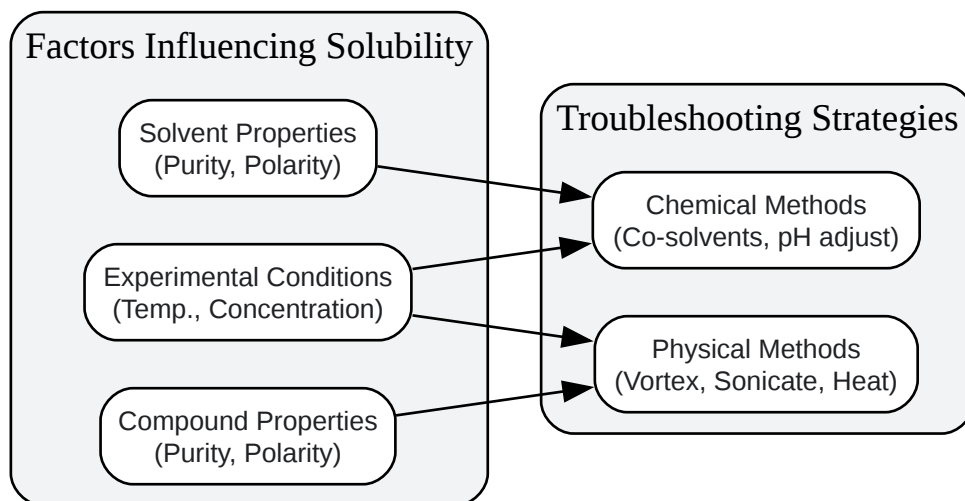 Factors Influencing Solubility
Solvent Properties
(Purity, Polarity)
Experimental Conditions
(Temp., Concentration)
Compound Properties
(Purity, Polarity)
Troubleshooting Strategies
Chemical Methods
(Co-solvents, pH adjust)
Physical Methods
(Vortex, Sonicate, Heat)